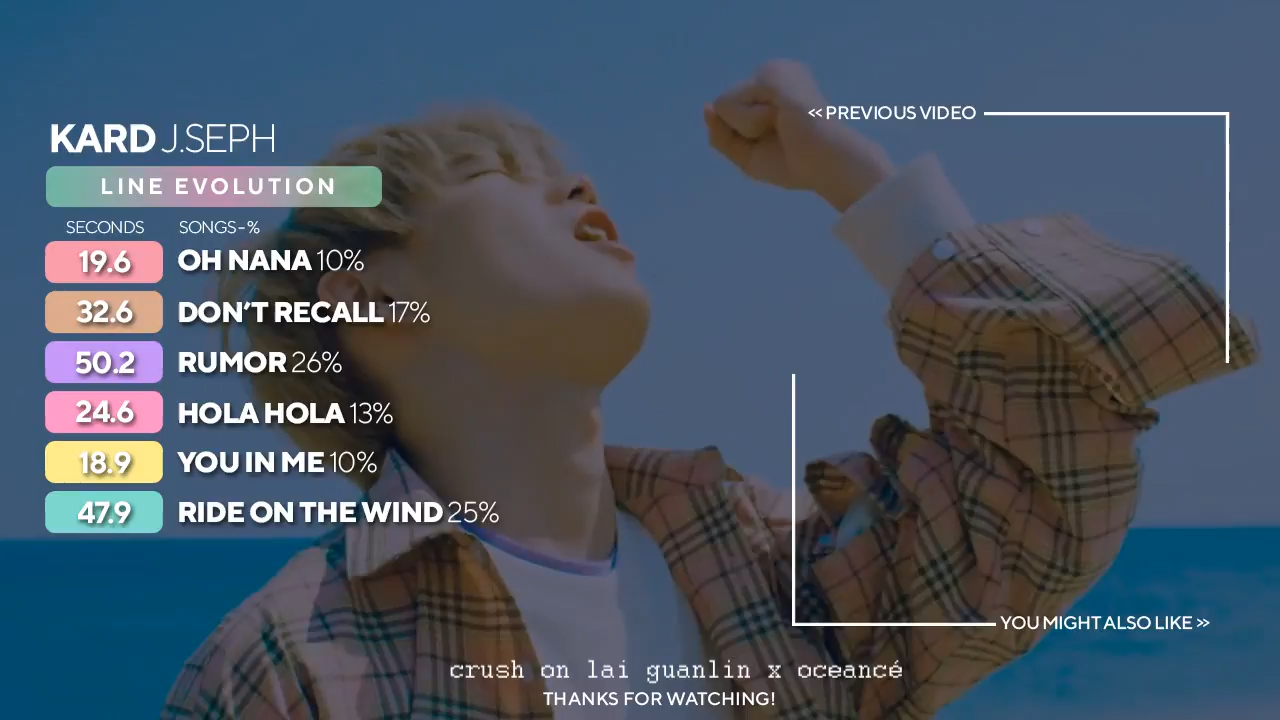 KARD J.SEPH
LINE EVOLUTION
SECONDS SONGS-%
19.6 OH NANA 10%
32.6 DON'T RECALL 17%
50.2 RUMOR 26%
24.6 HOLA HOLA 13%
18.9 YOU IN ME 10%
47.9 RIDE ON THE WIND 25%
<< PREVIOUS VIDEO
YOU MIGHT ALSO LIKE >>
crush on lai guanlin x oceancé
THANKS FOR WATCHING!